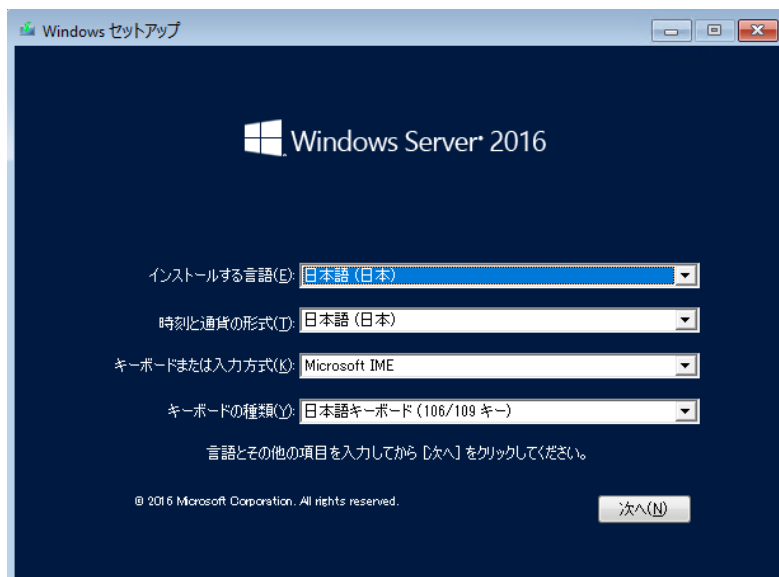 Windows セットアップ
Windows Server 2016
インストールする言語(E): 日本語 (日本)
時刻と通貨の形式(T): 日本語 (日本)
キーボードまたは入力方式(K): Microsoft IME
キーボードの種類(Y): 日本語キーボード (106/109 キー)
言語とその他の項目を入力してから [次へ] をクリックしてください。
© 2016 Microsoft Corporation. All rights reserved.
次へ(N)